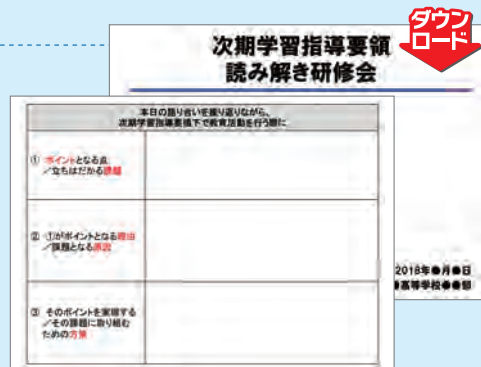 ダウン
ロード
次期学習指導要領
読み解き研修会
本日の語り合いを振り返りながら、
次期学習指導要領下で教育活動を行う際に
① ポイントとなる点
／立ちはだかる課題
② ①がポイントとなる理由
／課題となる原因
③ そのポイントを実現する
／その課題に取り組む
ための方策
2018年●月●日
●高等学校●●部